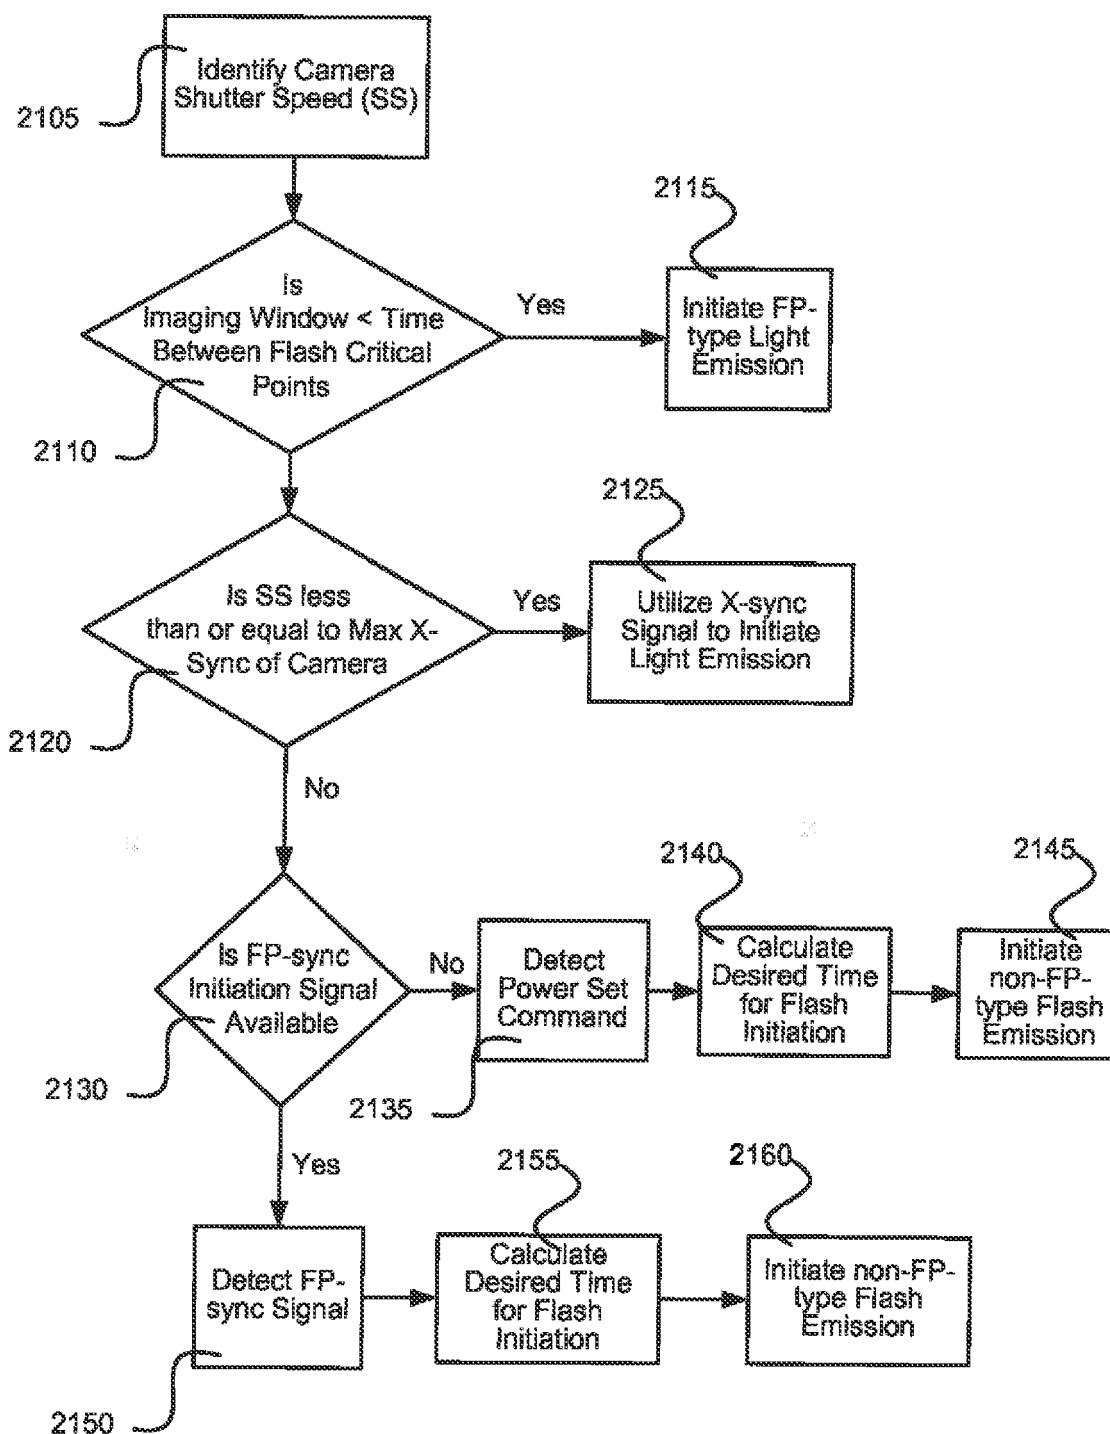 Identify Camera
Shutter Speed (SS)
2105
2115
Is
Imaging Window < Time
Between Flash Critical
Points
Yes
Initiate FP-
type Light
Emission
2110
2125
Is SS less
than or equal to Max X-
Sync of Camera
Yes
Utilize X-sync
Signal to Initiate
Light Emission
2120
No
2140
2145
Is FP-sync
Initiation Signal
Available
No
Detect
Power Set
Command
Calculate
Desired Time
for Flash
Initiation
Initiate
non-FP-
type Flash
Emission
2130
2135
Yes
2155
2160
Detect FP-
sync Signal
Calculate
Desired Time
for Flash
Initiation
Initiate non-FP-
type Flash
Emission
2150